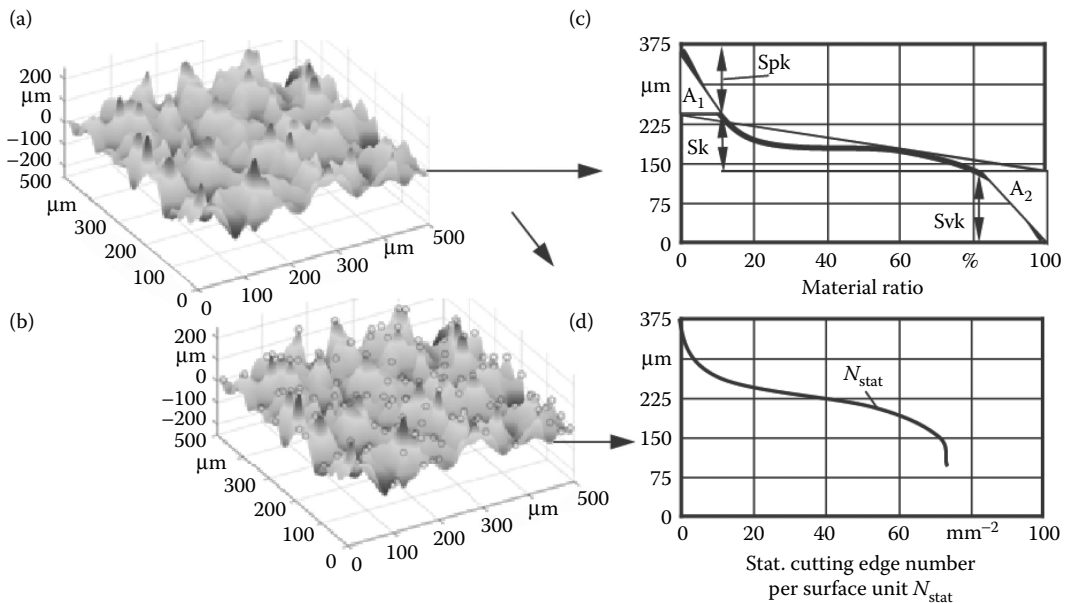 (a)
200
μm
0
−100
−200
500
μm
300
200
100
0
0
100
200
300
μm
500
(b)
200
μm
0
−100
−200
500
μm
300
200
100
0
0
100
200
300
μm
500
(c)
375
μm
225
150
75
0
Spk
A1
Sk
A2
Svk
0
20
40
60
%
100
Material ratio
(d)
375
μm
225
150
75
0
Nstat
0
20
40
60
mm−2
100
Stat. cutting edge number
per surface unit Nstat